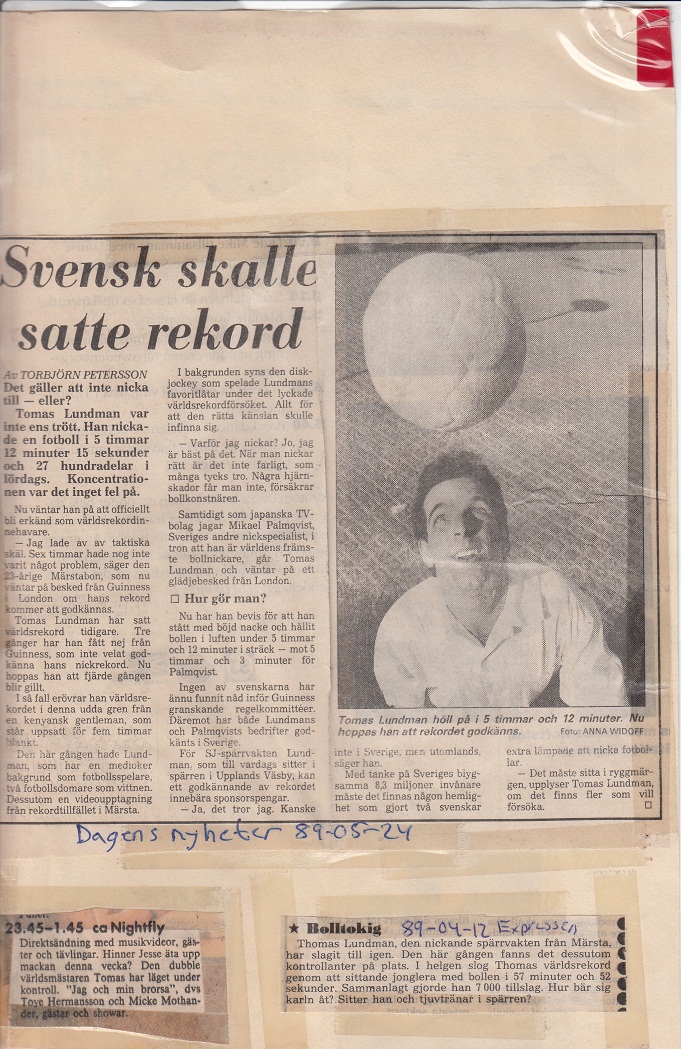 Svensk skalle
satte rekord
Av TORBJÖRN PETERSSON
Det gäller att inte nicka
till — eller?
Tomas Lundman var
inte ens trött. Han nicka-
de en fotboll i 5 timmar
12 minuter 15 sekunder
och 27 hundradelar i
lördags. Koncentratio-
nen var det inget fel på.
Nu väntar han på att officiellt
bli erkänd som världsrekordin-
nehavare.
— Jag lade av av taktiska
skäl. Sex timmar hade nog inte
varit något problem, säger den
23-årige Märstabon, som nu
väntar på besked från Guinness
i London om hans rekord
kommer att godkännas.
Tomas Lundman har satt
världsrekord tidigare. Tre
gånger har han fått nej från
Guinness, som inte velat god-
känna hans nickrekord. Nu
hoppas han att fjärde gången
blir gillt.
I så fall erövrar han världsre-
kordet i denna udda gren från
en kenyansk gentleman, som
står uppsatt för fem timmar
blankt.
Den här gången hade Lund-
man, som har en medioker
bakgrund som fotbollsspelare,
två fotbollsdomare som vittnen.
Dessutom en videoupptagning
från rekordtillfället i Märsta.
I bakgrunden syns den disk-
jockey som spelade Lundmans
favoritlåtar under det lyckade
världsrekordförsöket. Allt för
att den rätta känslan skulle
infinna sig.
— Varför jag nickar? Jo, jag
är bäst på det. När man nickar
rätt är det inte farligt, som
många tycks tro. Några hjärn-
skador får man inte, försäkrar
bollkonstnären.
Samtidigt som japanska TV-
bolag jagar Mikael Palmqvist,
Sveriges andre nickspecialist, i
tron att han är världens främs-
te bollnickare, går Tomas
Lundman och väntar på ett
glädjebesked från London.
□ Hur gör man?
Nu har han bevis för att han
stått med böjd nacke och hållit
bollen i luften under 5 timmar
och 12 minuter i sträck — mot 5
timmar och 3 minuter för
Palmqvist.
Ingen av svenskarna har
ännu funnit nåd inför Guinness
granskande regelkommittéer.
Däremot har både Lundmans
och Palmqvists bedrifter god-
känts i Sverige.
För SJ-spärrvakten Lund-
man, som till vardags sitter i
spärren i Upplands Väsby, kan
ett godkännande av rekordet
innebära sponsorspengar.
— Ja, det tror jag. Kanske
Tomas Lundman höll på i 5 timmar och 12 minuter. Nu
hoppas han att rekordet godkänns. Foto: ANNA WIDOFF
inte i Sverige, men utomlands,
säger han.
Med tanke på Sveriges blyg-
samma 8,3 miljoner invånare
måste det finnas någon hemlig-
het som gjort två svenskar
extra lämpade att nicka fotbol-
lar.
— Det måste sitta i ryggmär-
gen, upplyser Tomas Lundman,
om det finns fler som vill
försöka. □
Dagens nyheter 89-05-24
23.45-1.45 ca Nightfly
Direktsändning med musikvideor, gäs-
ter och tävlingar. Hinner Jesse äta upp
mackan denna vecka? Den dubble
världsmästaren Tomas har läget under
kontroll. "Jag och min brorsa", dvs
Toye Hermansson och Micke Mothan-
der, gästar och showar.
★ Bolltokig 89-04-12 Expressen
Thomas Lundman, den nickande spärrvakten från Märsta,
har slagit till igen. Den här gången fanns det dessutom
kontrollanter på plats. I helgen slog Thomas världsrekord
genom att sittande jonglera med bollen i 57 minuter och 52
sekunder. Sammanlagt gjorde han 7 000 tillslag. Hur bär sig
karln åt? Sitter han och tjuvtränar i spärren?